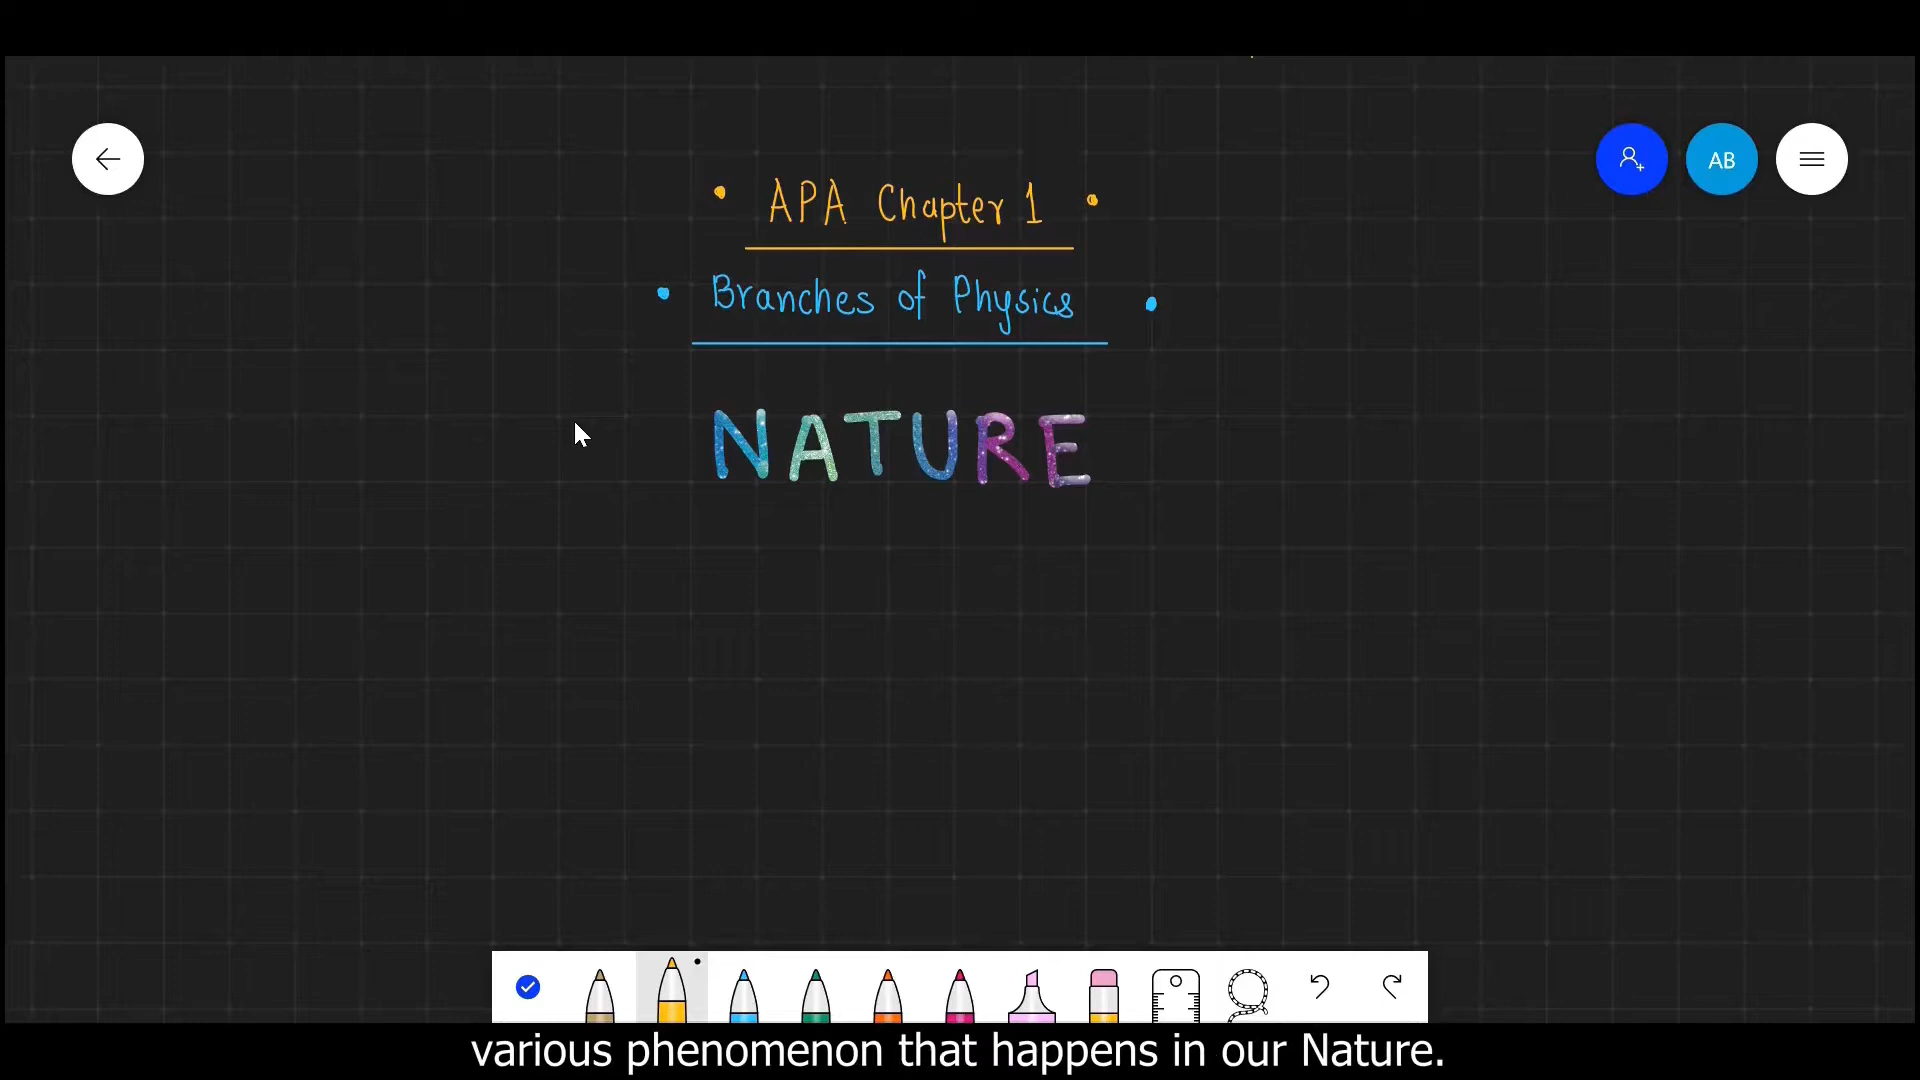 AB
• APA Chapter 1 •
• Branches of Physics •
NATURE
various phenomenon that happens in our Nature.